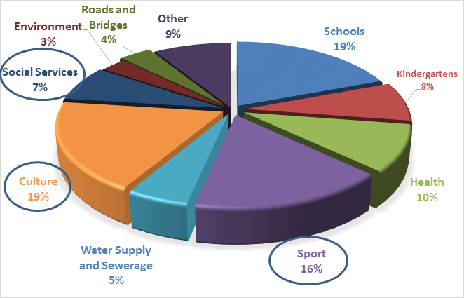 Roads and
Bridges
4%
Other
9%
Environment
3%
Schools
19%
Social Services
7%
Kindergartens
8%
Culture
19%
Health
10%
Water Supply
and Sewerage
5%
Sport
16%